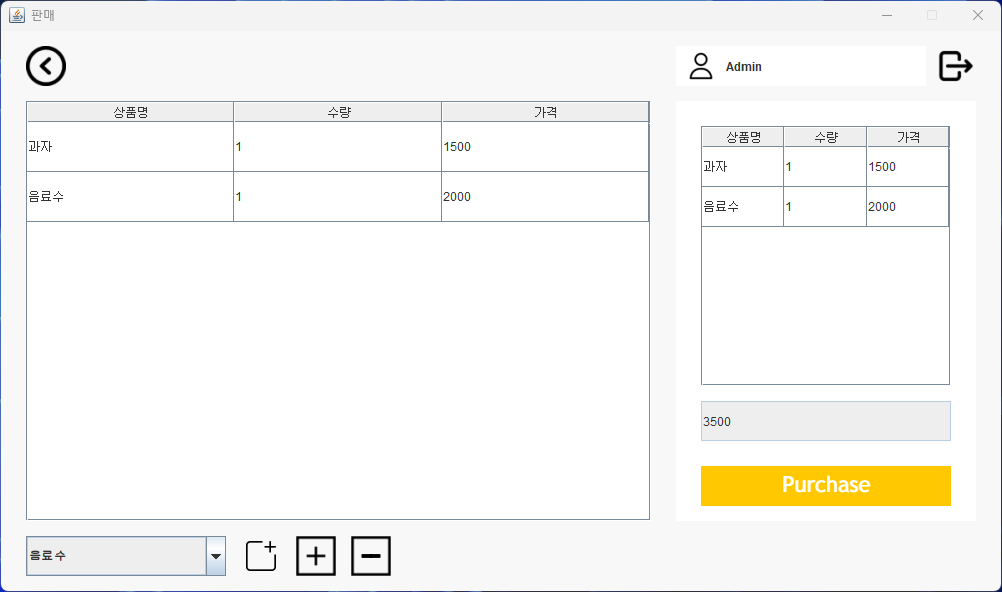 판매
Admin
상품명 수량 가격
과자 1 1500
음료수 1 2000
상품명 수량 가격
과자 1 1500
음료수 1 2000
3500
Purchase
음료수